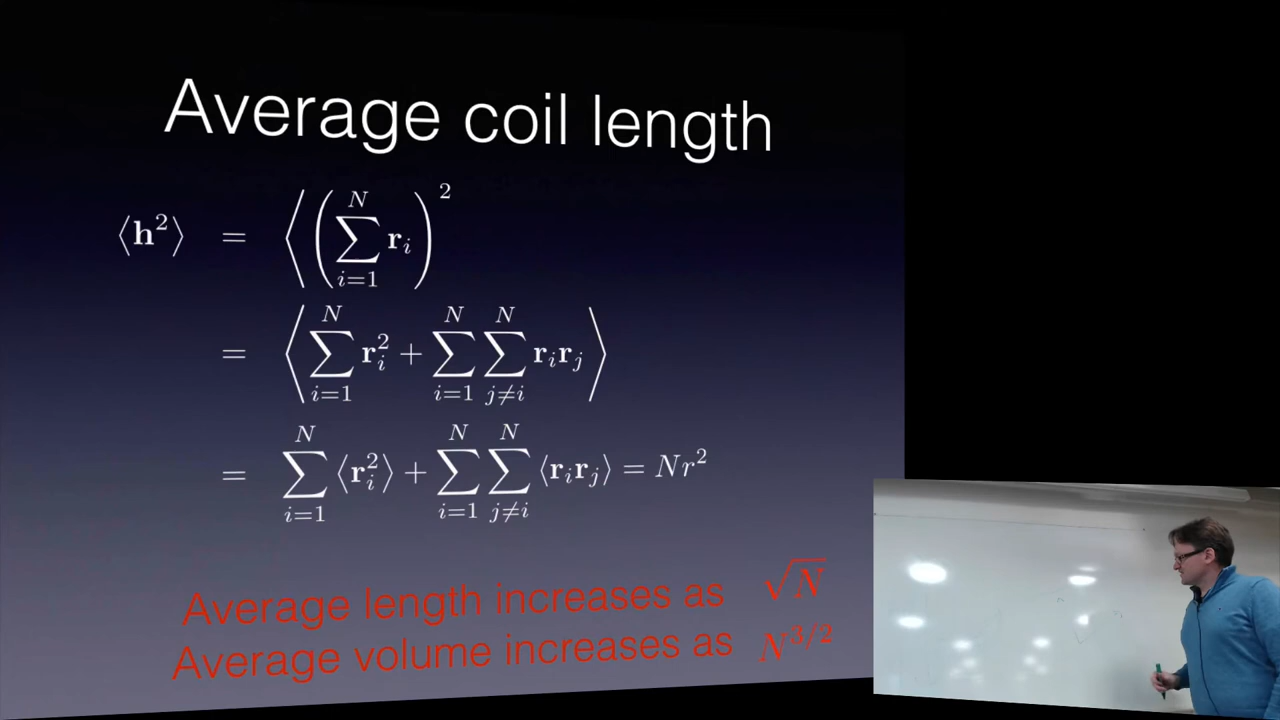 Average coil length
⟨h²⟩ = ⟨(∑_{i=1}^{N} r_i)²
= ⟨∑_{i=1}^{N} r_i² + ∑_{i=1}^{N} ∑_{j≠i}^{N} r_i r_j⟩
= ∑_{i=1}^{N} ⟨r_i²⟩ + ∑_{i=1}^{N} ∑_{j≠i}^{N} ⟨r_i r_j⟩ = Nr²
Average length increases as √N
Average volume increases as N^{3/2}